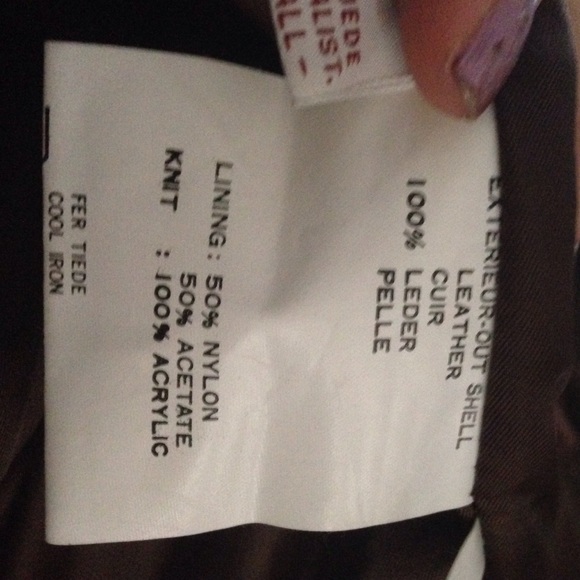 EXTERIEUR-OUT SHELL
LEATHER
CUIR
100% LEDER
PELLE
LINING: 50% NYLON
50% ACETATE
KNIT : 100% ACRYLIC
FER TIEDE
COOL IRON